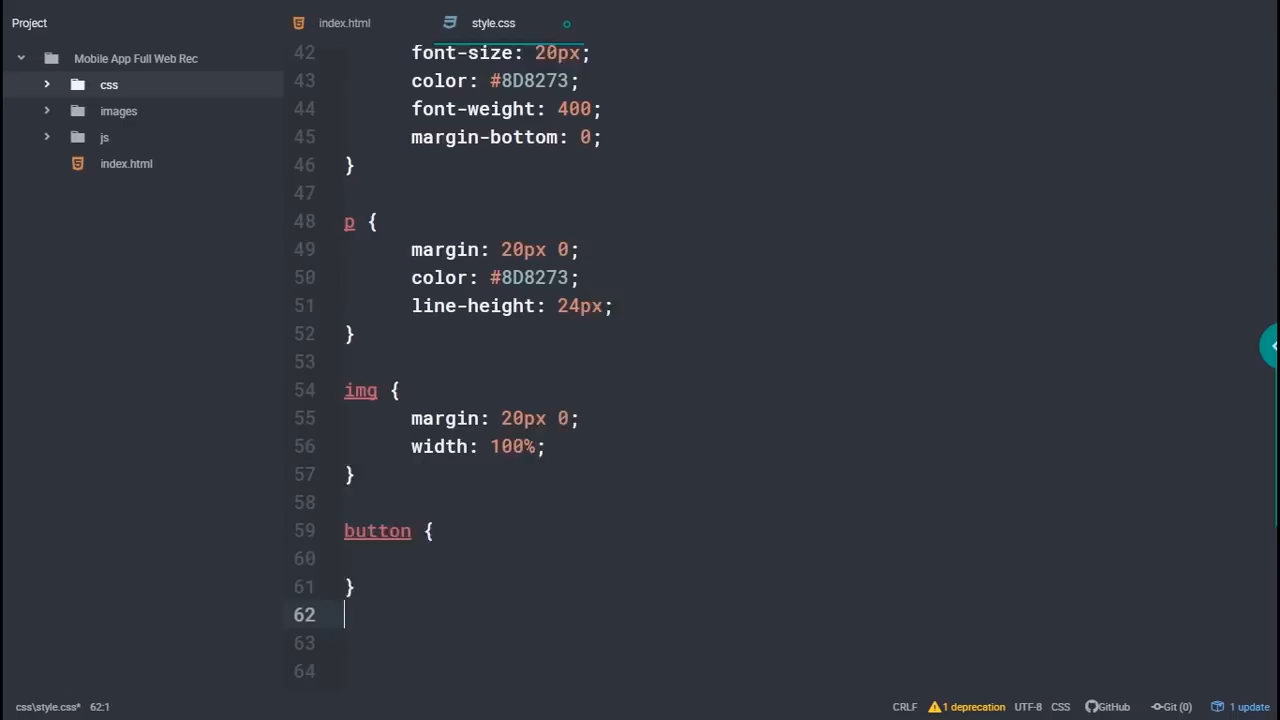 Project
index.html
style.css
Mobile App Full Web Rec
css
images
js
index.html
42 font-size: 20px;
43 color: #8D8273;
44 font-weight: 400;
45 margin-bottom: 0;
46 }
47
48 p {
49 margin: 20px 0;
50 color: #8D8273;
51 line-height: 24px;
52 }
53
54 img {
55 margin: 20px 0;
56 width: 100%;
57 }
58
59 button {
60
61 }
62
63
64
css\style.css* 62:1 CRLF 1 deprecation UTF-8 CSS GitHub Git (0) 1 update